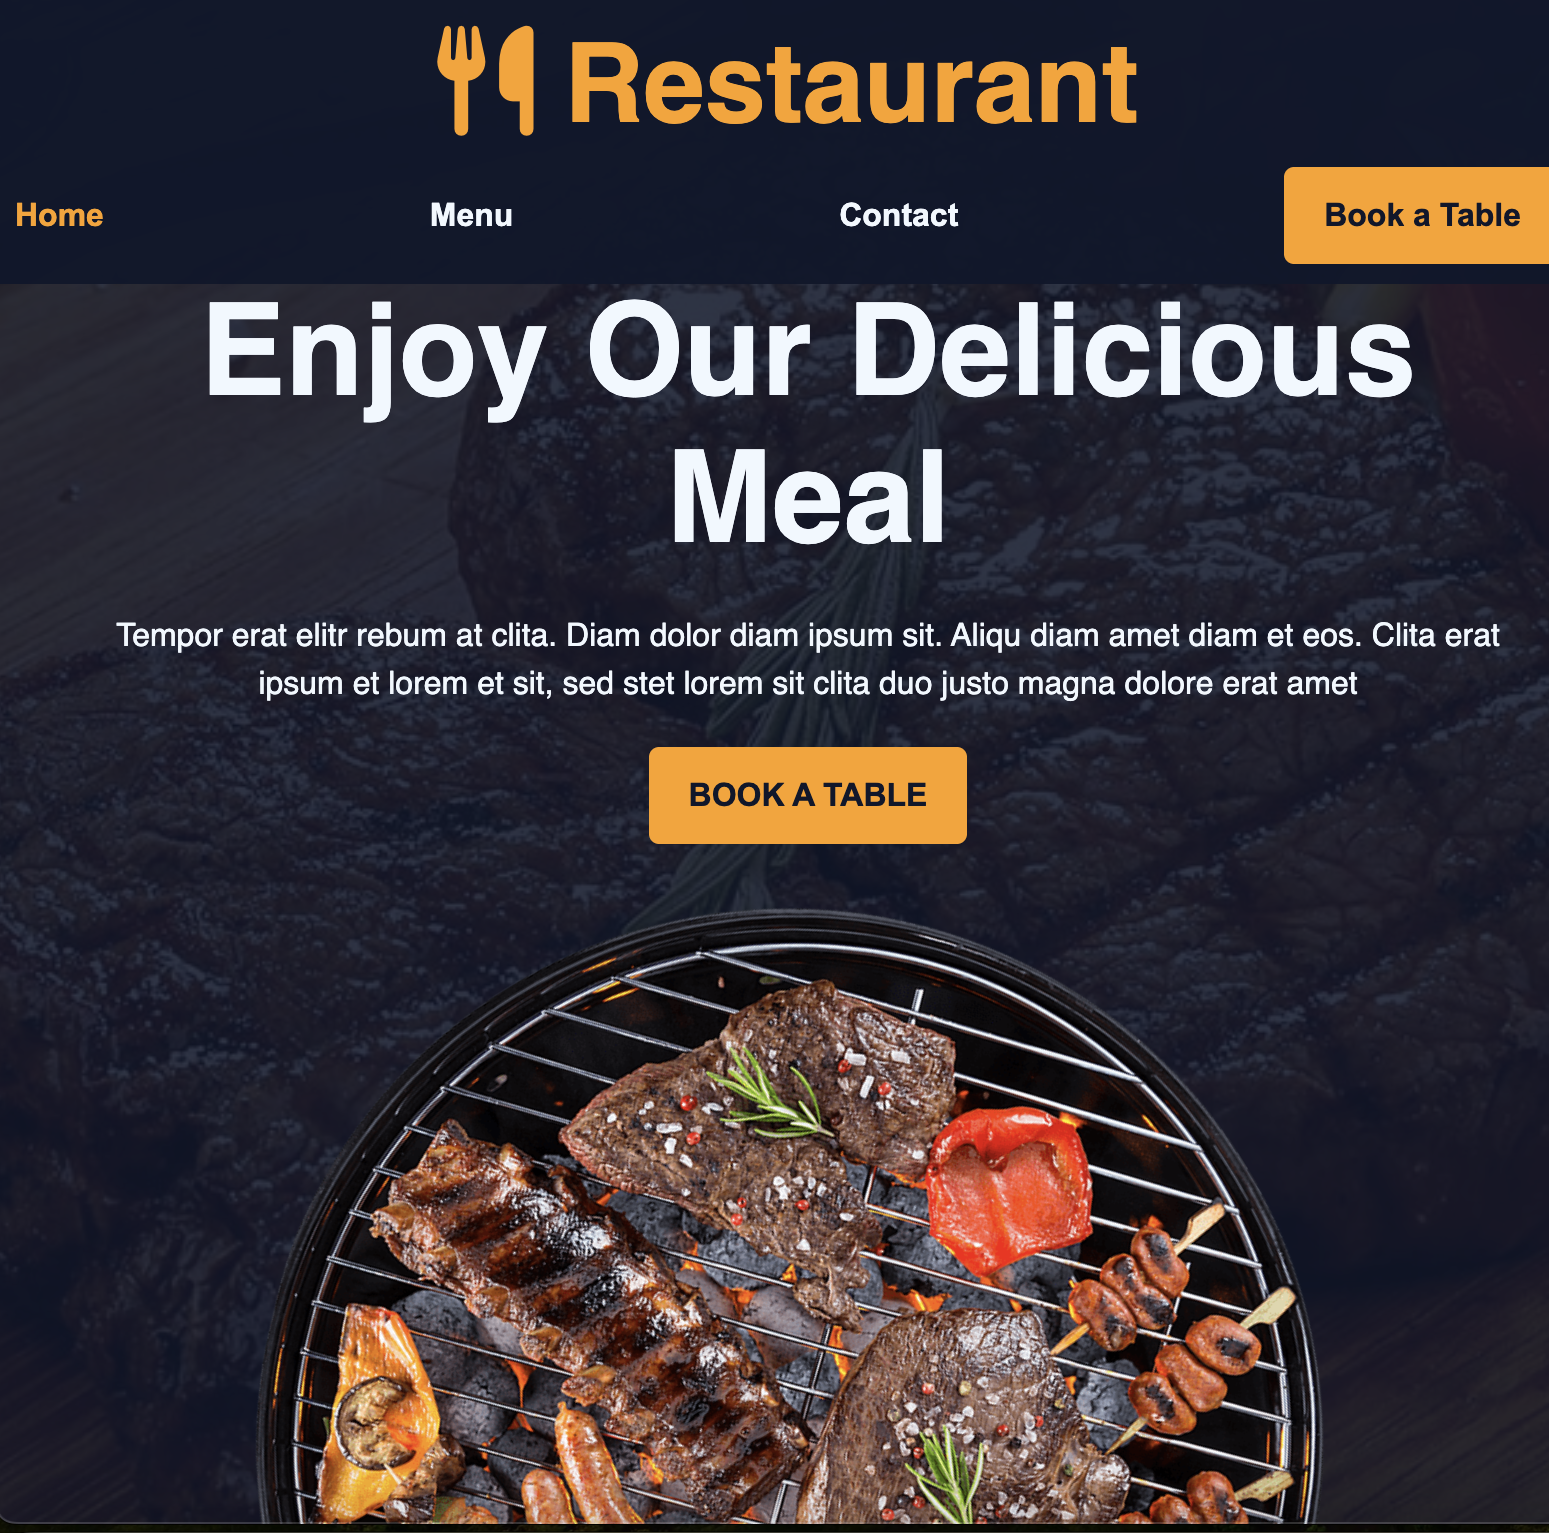 Restaurant
Home Menu Contact Book a Table
Enjoy Our Delicious
Meal
Tempor erat elitr rebum at clita. Diam dolor diam ipsum sit. Aliqu diam amet diam et eos. Clita erat
ipsum et lorem et sit, sed stet lorem sit clita duo justo magna dolore erat amet
BOOK A TABLE